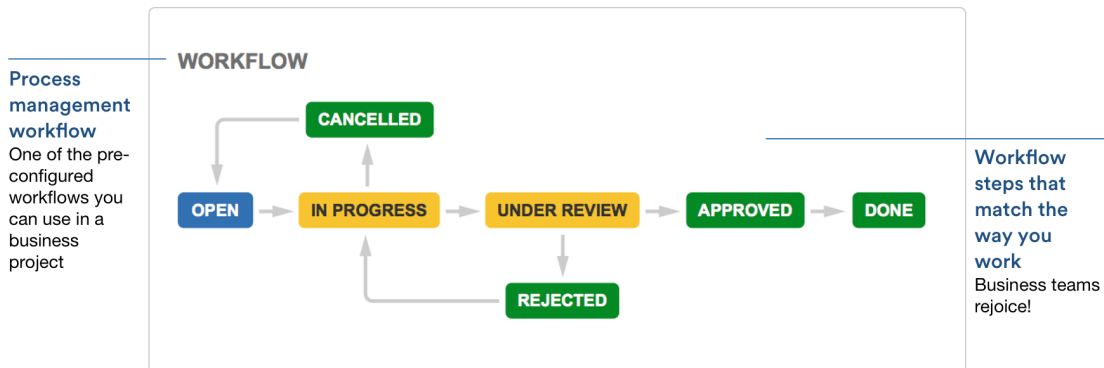 WORKFLOW
Process
management
workflow
One of the pre-
configured
workflows you
can use in a
business
project
CANCELLED
OPEN
IN PROGRESS
UNDER REVIEW
APPROVED
DONE
REJECTED
Workflow
steps that
match the
way you
work
Business teams
rejoice!